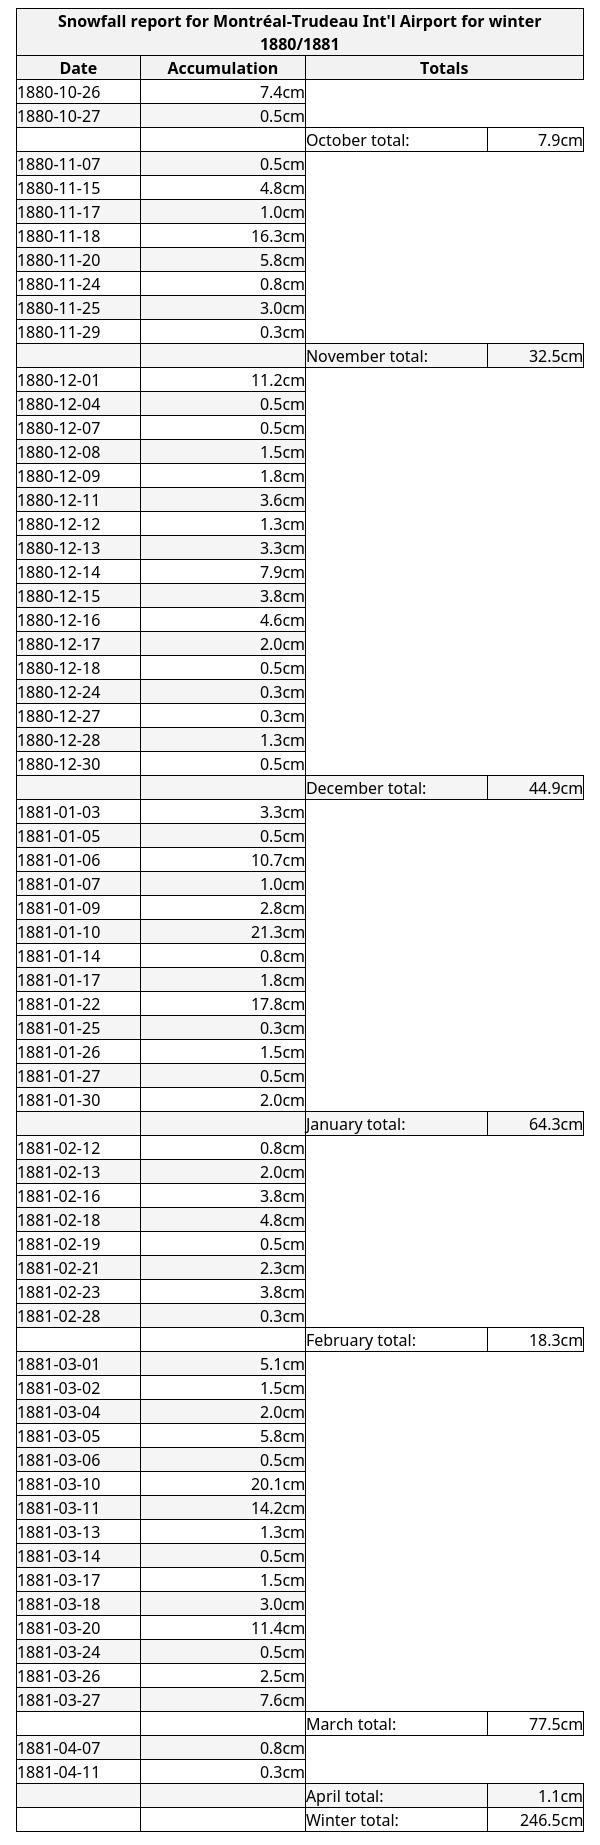 Snowfall report for Montréal-Trudeau Int'l Airport for winter
1880/1881
Date Accumulation Totals
1880-10-26 7.4cm
1880-10-27 0.5cm
October total: 7.9cm
1880-11-07 0.5cm
1880-11-15 4.8cm
1880-11-17 1.0cm
1880-11-18 16.3cm
1880-11-20 5.8cm
1880-11-24 0.8cm
1880-11-25 3.0cm
1880-11-29 0.3cm
November total: 32.5cm
1880-12-01 11.2cm
1880-12-04 0.5cm
1880-12-07 0.5cm
1880-12-08 1.5cm
1880-12-09 1.8cm
1880-12-11 3.6cm
1880-12-12 1.3cm
1880-12-13 3.3cm
1880-12-14 7.9cm
1880-12-15 3.8cm
1880-12-16 4.6cm
1880-12-17 2.0cm
1880-12-18 0.5cm
1880-12-24 0.3cm
1880-12-27 0.3cm
1880-12-28 1.3cm
1880-12-30 0.5cm
December total: 44.9cm
1881-01-03 3.3cm
1881-01-05 0.5cm
1881-01-06 10.7cm
1881-01-07 1.0cm
1881-01-09 2.8cm
1881-01-10 21.3cm
1881-01-14 0.8cm
1881-01-17 1.8cm
1881-01-22 17.8cm
1881-01-25 0.3cm
1881-01-26 1.5cm
1881-01-27 0.5cm
1881-01-30 2.0cm
January total: 64.3cm
1881-02-12 0.8cm
1881-02-13 2.0cm
1881-02-16 3.8cm
1881-02-18 4.8cm
1881-02-19 0.5cm
1881-02-21 2.3cm
1881-02-23 3.8cm
1881-02-28 0.3cm
February total: 18.3cm
1881-03-01 5.1cm
1881-03-02 1.5cm
1881-03-04 2.0cm
1881-03-05 5.8cm
1881-03-06 0.5cm
1881-03-10 20.1cm
1881-03-11 14.2cm
1881-03-13 1.3cm
1881-03-14 0.5cm
1881-03-17 1.5cm
1881-03-18 3.0cm
1881-03-20 11.4cm
1881-03-24 0.5cm
1881-03-26 2.5cm
1881-03-27 7.6cm
March total: 77.5cm
1881-04-07 0.8cm
1881-04-11 0.3cm
April total: 1.1cm
Winter total: 246.5cm